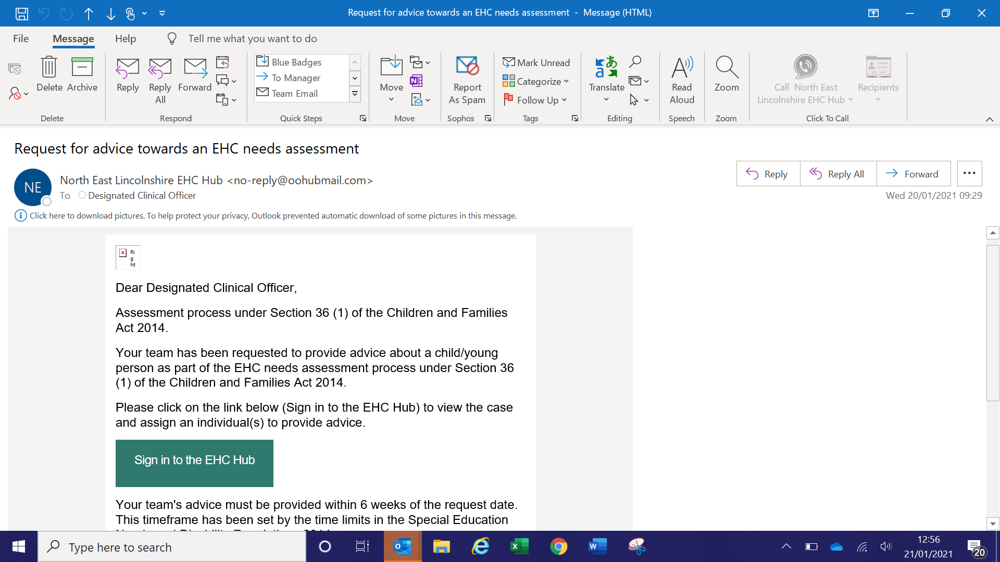 Request for advice towards an EHC needs assessment - Message (HTML)
File Message Help Tell me what you want to do
Delete Archive
Reply Reply All Forward
Blue Badges
To Manager
Team Email
Move
Report As Spam
Mark Unread
Categorize
Follow Up
Translate
Read Aloud
Zoom
Call North East
Lincolnshire EHC Hub
Recipients
Delete Respond Quick Steps Move Sophos Tags Editing Speech Zoom Click To Call
Request for advice towards an EHC needs assessment
NE
North East Lincolnshire EHC Hub <no-reply@oohubmail.com>
To Designated Clinical Officer
Reply Reply All Forward
Wed 20/01/2021 09:29
Click here to download pictures. To help protect your privacy, Outlook prevented automatic download of some pictures in this message.
Ri
g
ht
Dear Designated Clinical Officer,
Assessment process under Section 36 (1) of the Children and Families
Act 2014.
Your team has been requested to provide advice about a child/young
person as part of the EHC needs assessment process under Section 36
(1) of the Children and Families Act 2014.
Please click on the link below (Sign in to the EHC Hub) to view the case
and assign an individual(s) to provide advice.
Sign in to the EHC Hub
Your team's advice must be provided within 6 weeks of the request date.
This timeframe has been set by the time limits in the Special Education
Type here to search
12:56
21/01/2021
20